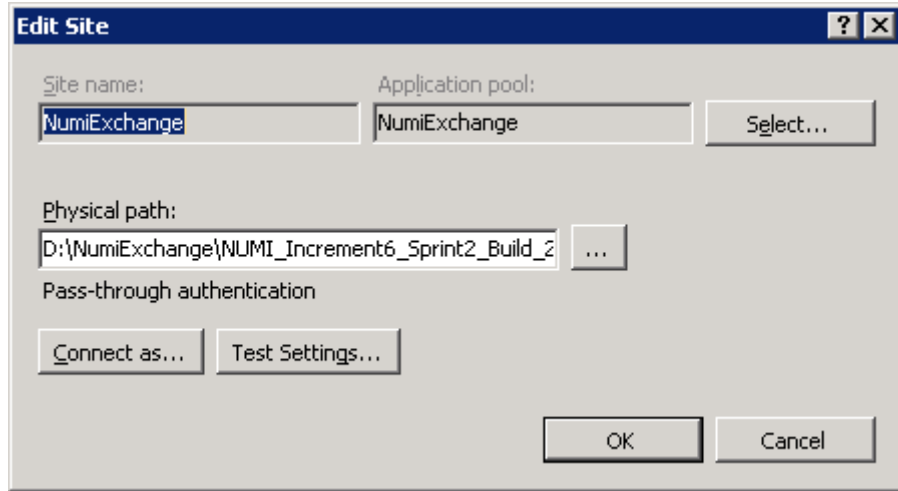 Edit Site
Site name: Application pool:
NumiExchange NumiExchange Select...
Physical path:
D:\NumiExchange\NUMI_Increment6_Sprint2_Build_2 ...
Pass-through authentication
Connect as... Test Settings...
OK Cancel